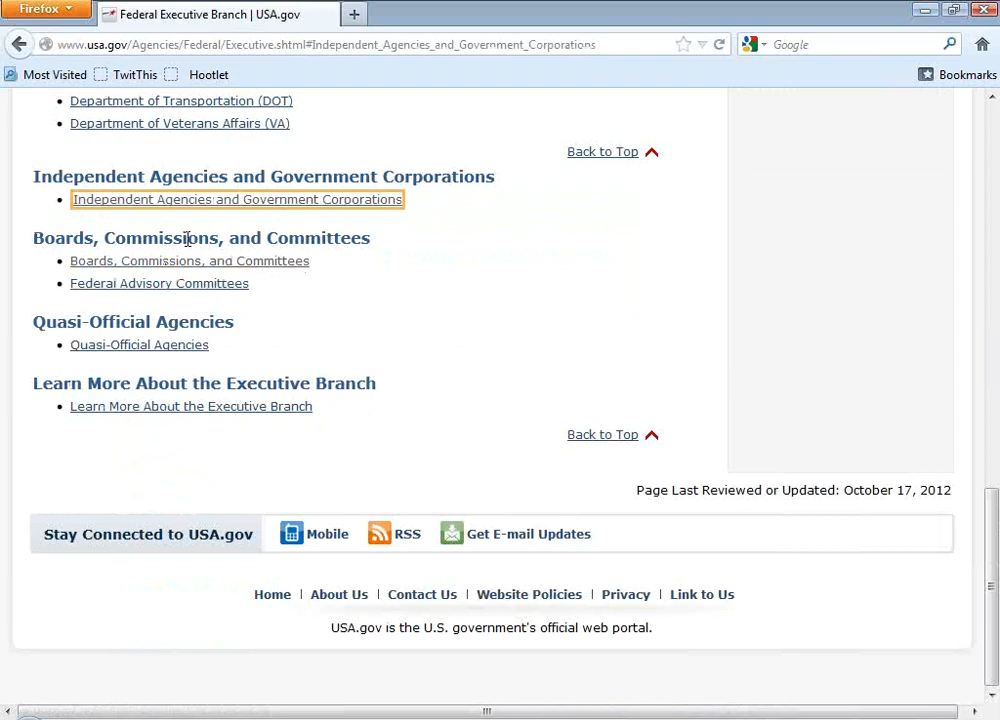 Firefox
Federal Executive Branch | USA.gov
www.usa.gov/Agencies/Federal/Executive.shtml#Independent_Agencies_and_Government_Corporations
Google
Most Visited
TwitThis
Hootlet
Bookmarks
Department of Transportation (DOT)
Department of Veterans Affairs (VA)
Back to Top
Independent Agencies and Government Corporations
Independent Agencies and Government Corporations
Boards, Commissions, and Committees
Boards, Commissions, and Committees
Federal Advisory Committees
Quasi-Official Agencies
Quasi-Official Agencies
Learn More About the Executive Branch
Learn More About the Executive Branch
Back to Top
Page Last Reviewed or Updated: October 17, 2012
Stay Connected to USA.gov
Mobile
RSS
Get E-mail Updates
Home | About Us | Contact Us | Website Policies | Privacy | Link to Us
USA.gov is the U.S. government's official web portal.